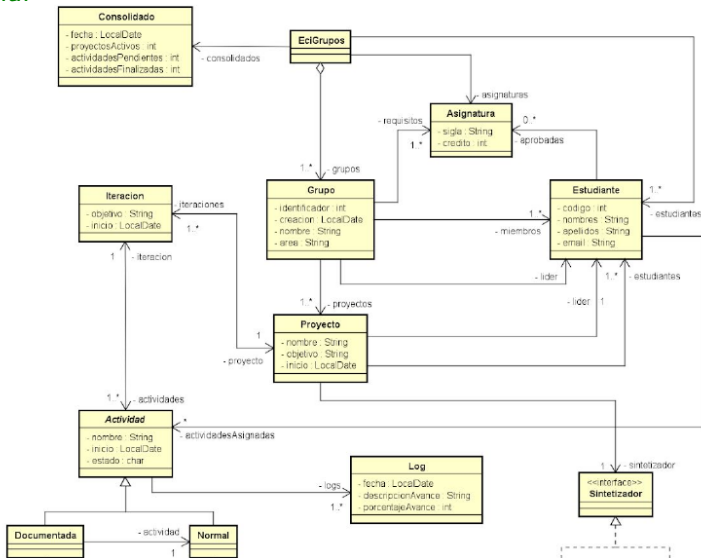 Consolidado
- fecha : LocalDate
- proyectosActivos : int
- actividadesPendientes : int
- actividadesFinalizadas : int
EciGrupos
- consolidados
- asignaturas
Asignatura
- sigla : String
- credito : int
- requisitos
1..*
0..*
- aprobadas
1..*
- grupos
Grupo
- identificador : int
- creacion : LocalDate
- nombre : String
- area : String
Estudiante
- codigo : int
- nombres : String
- apellidos : String
- email : String
1..*
- estudiantes
1..*
- miembros
Iteracion
- objetivo : String
- inicio : LocalDate
- iteraciones
1..*
1
- iteracion
- lider
- lider
1
1..*
- estudiantes
1..*
- proyectos
Proyecto
- nombre : String
- objetivo : String
- inicio : LocalDate
1
- proyecto
1..*
- actividades
Actividad
- nombre : String
- inicio : LocalDate
- estado : char
*
- actividadesAsignadas
Log
- fecha : LocalDate
- descripcionAvance : String
- porcentajeAvance : int
- logs
1..*
1
- sintetizador
<<interface>>
Sintetizador
Documentada
- actividad
1
Normal